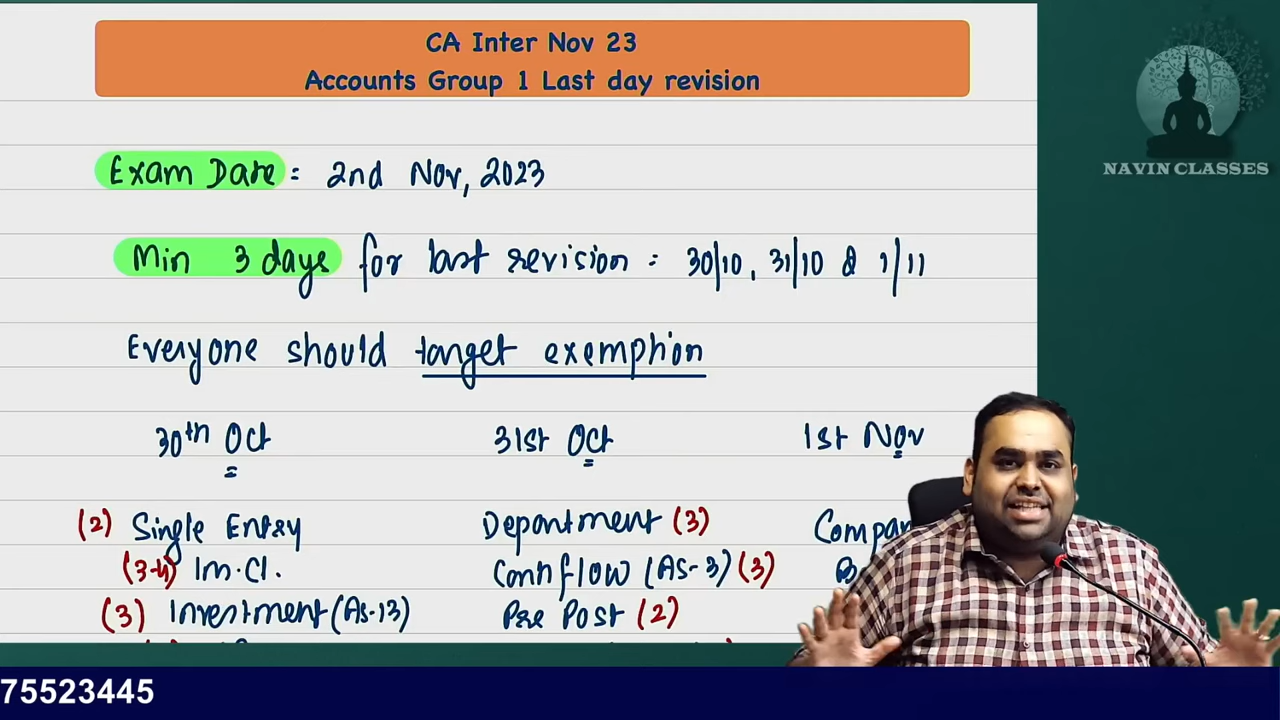 CA Inter Nov 23
Accounts Group 1 Last day revision
NAVIN CLASSES
Exam Date : 2nd Nov, 2023
Min 3 days for last revision : 30/10, 31/10 & 1/11
Everyone should target exemption
30th Oct 31st Oct 1st Nov
(2) Single Entry Department (3)
(3-4) Im.Cl. Cashflow (AS-3) (3)
(3) Investment (AS-13) Pre Post (2)
75523445